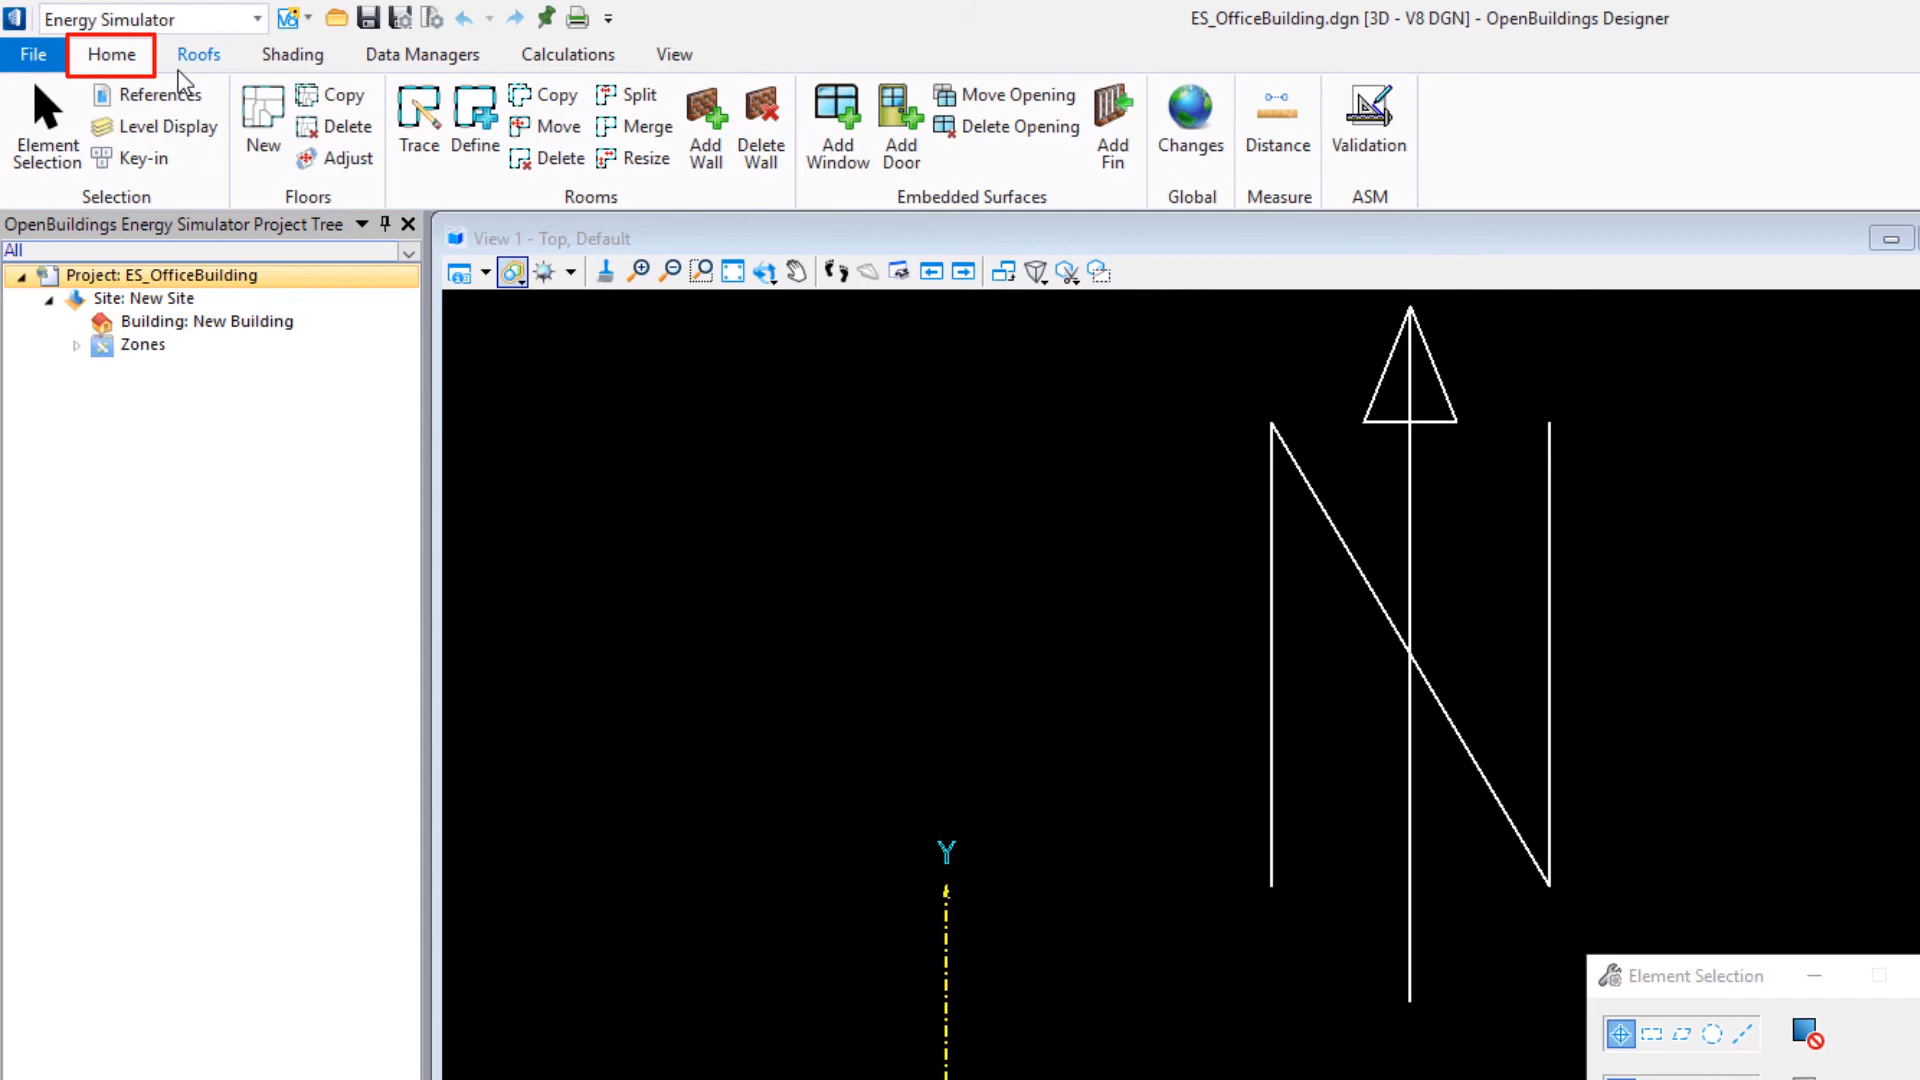 Energy Simulator
ES_OfficeBuilding.dgn [3D - V8 DGN] - OpenBuildings Designer
File Home Roofs Shading Data Managers Calculations View
Element Selection
References
Level Display
Key-in
Selection
New
Copy
Delete
Adjust
Floors
Trace
Define
Copy
Move
Delete
Split
Merge
Resize
Add Wall
Delete Wall
Rooms
Add Window
Add Door
Move Opening
Delete Opening
Add Fin
Embedded Surfaces
Changes
Global
Distance
Measure
Validation
ASM
OpenBuildings Energy Simulator Project Tree
All
Project: ES_OfficeBuilding
Site: New Site
Building: New Building
Zones
View 1 - Top, Default
N
Y
Element Selection